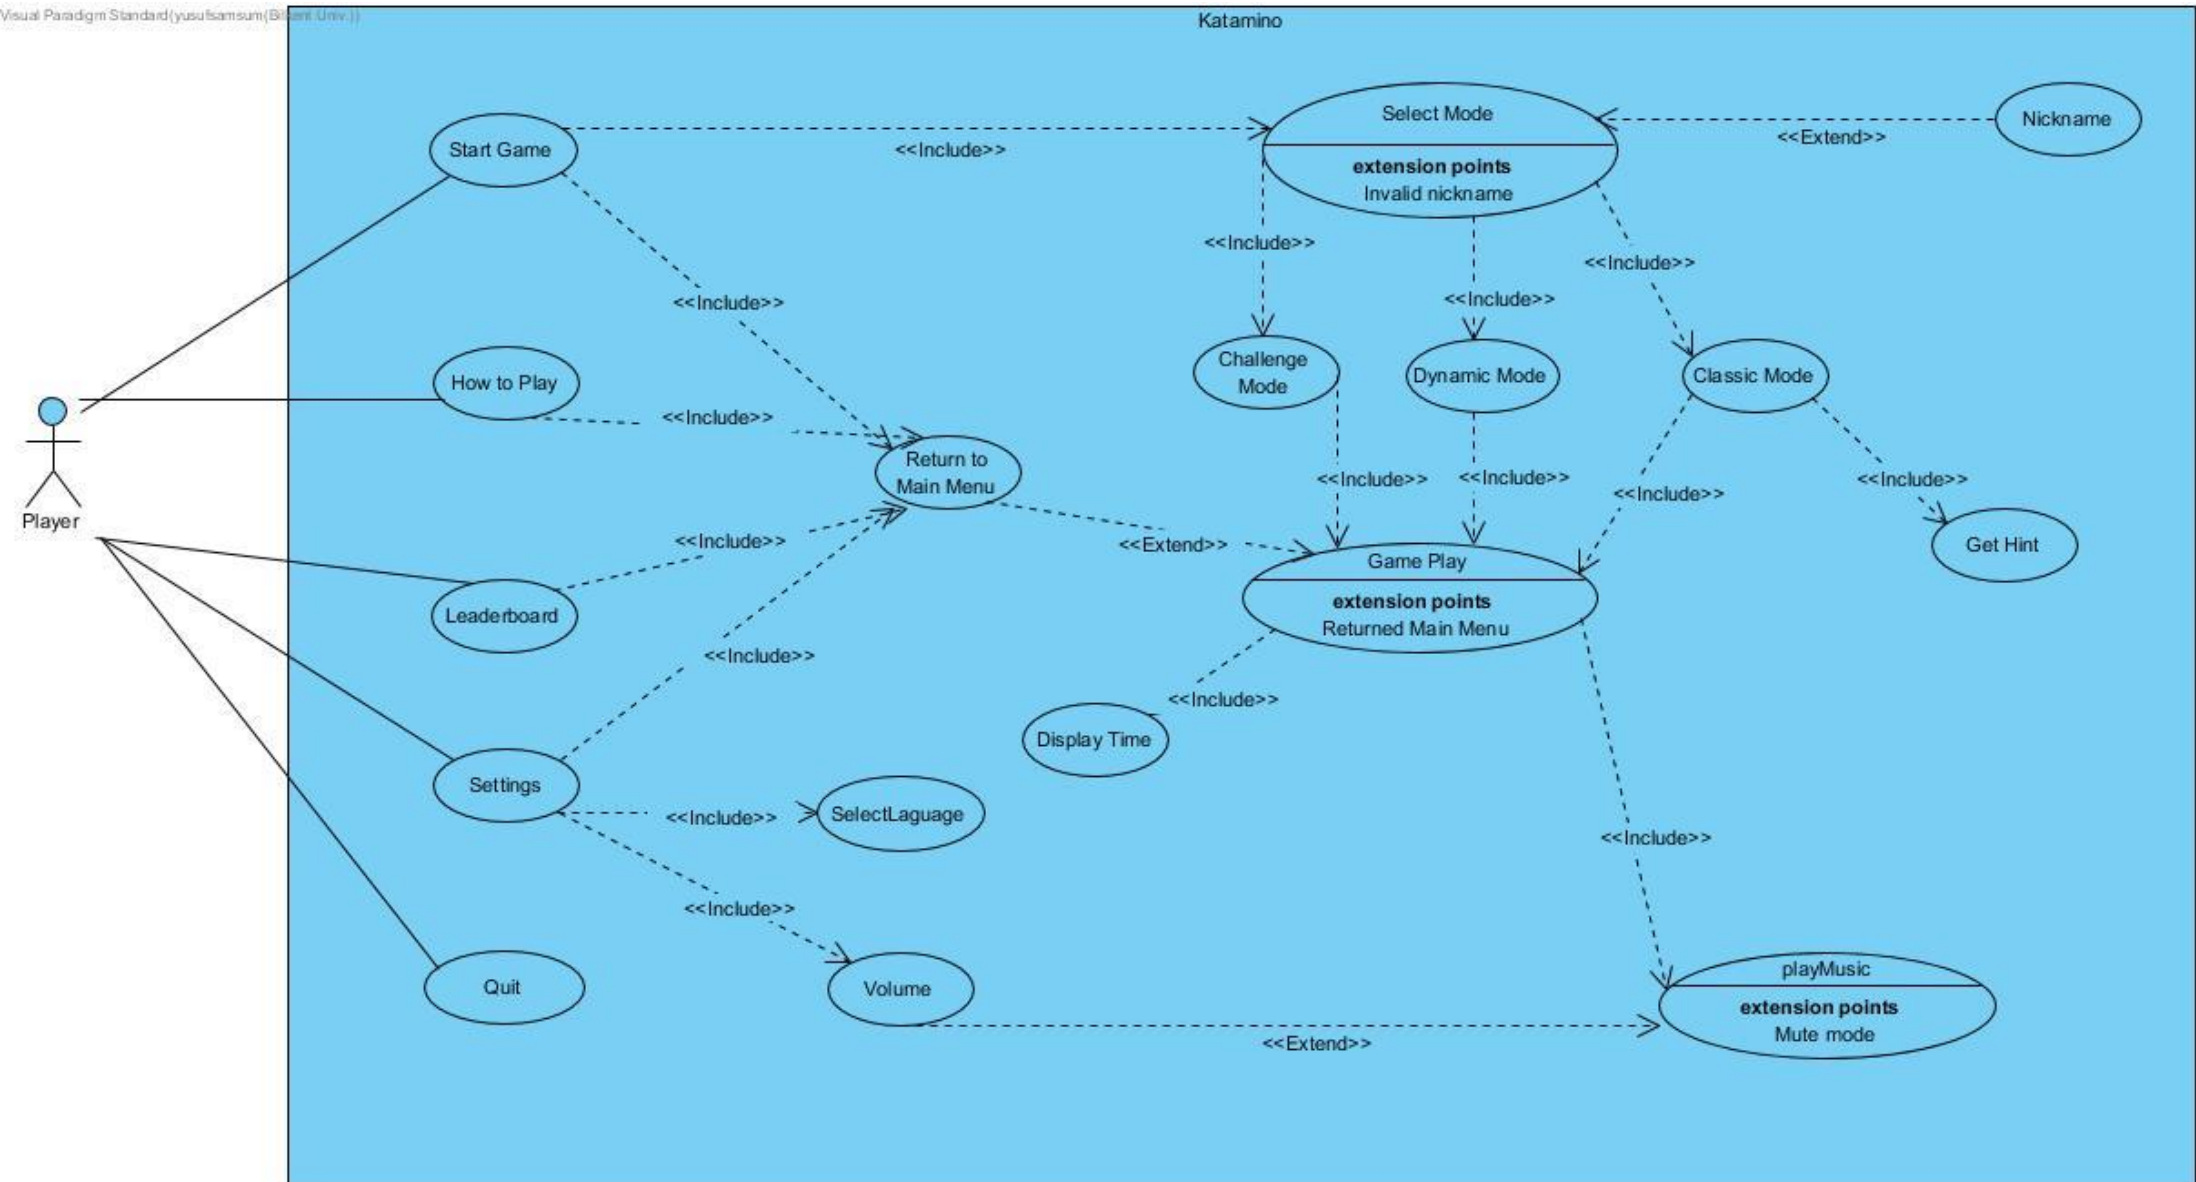 Visual Paradigm Standard(yusufsamsum(Bilkent Univ.))
Katamino
Start Game
<<Include>>
Select Mode
extension points
Invalid nickname
<<Extend>>
Nickname
<<Include>>
<<Include>>
<<Include>>
<<Include>>
How to Play
<<Include>>
Challenge
Mode
Dynamic Mode
Classic Mode
Player
Return to
Main Menu
<<Include>>
<<Include>>
<<Include>>
<<Include>>
<<Extend>>
Get Hint
<<Include>>
Leaderboard
Game Play
extension points
Returned Main Menu
<<Include>>
<<Include>>
Display Time
Settings
<<Include>>
SelectLaguage
<<Include>>
<<Include>>
Quit
Volume
<<Extend>>
playMusic
extension points
Mute mode